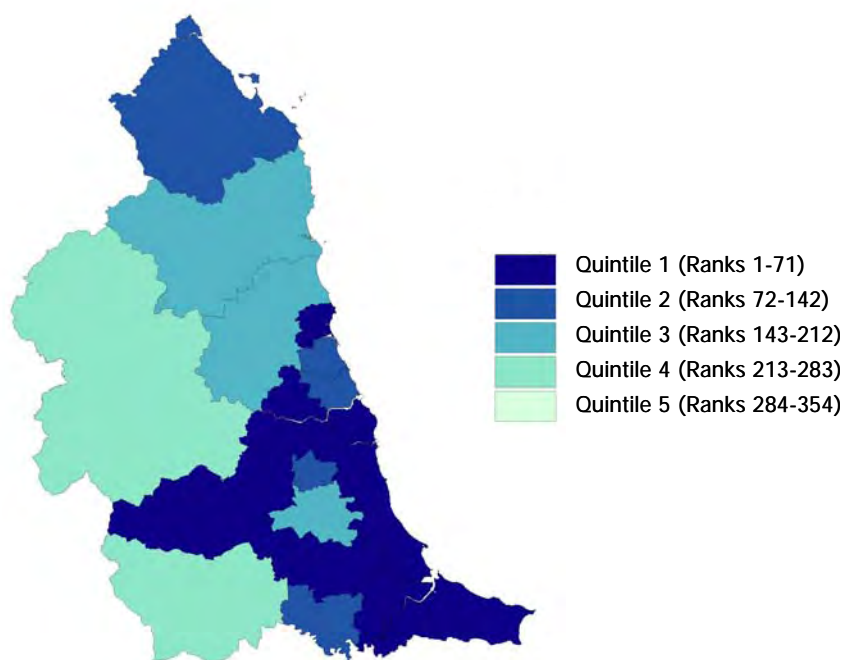 Quintile 1 (Ranks 1-71)
Quintile 2 (Ranks 72-142)
Quintile 3 (Ranks 143-212)
Quintile 4 (Ranks 213-283)
Quintile 5 (Ranks 284-354)